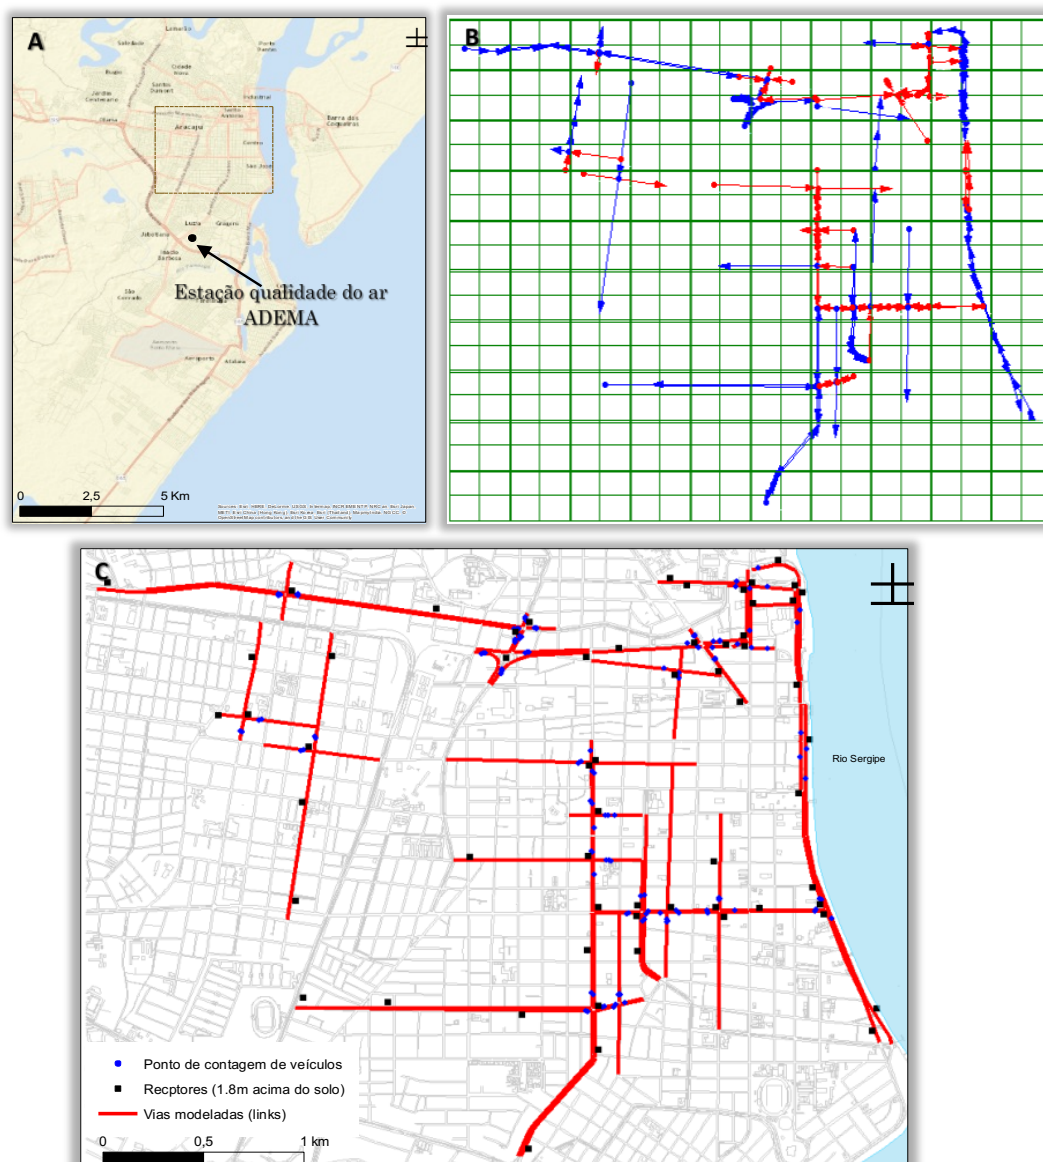 A
Lamarão
Soledade
Porto
Dantas
Cidade
Nova
Bugio
Santos
Dumont
Jardim
Centenario
Industrial
Olaria
Santo
Antonio
Aracaju
Barra dos
Coqueiros
Centro
São José
Luzia
Grageru
Jabotiana
Inácio
Barbosa
São
Conrado
Estação qualidade do ar
ADEMA
Aeroporto
Atalaia
0 2,5 5 Km
B
C
Rio Sergipe
Ponto de contagem de veículos
Recptores (1.8m acima do solo)
Vias modeladas (links)
0 0,5 1 km